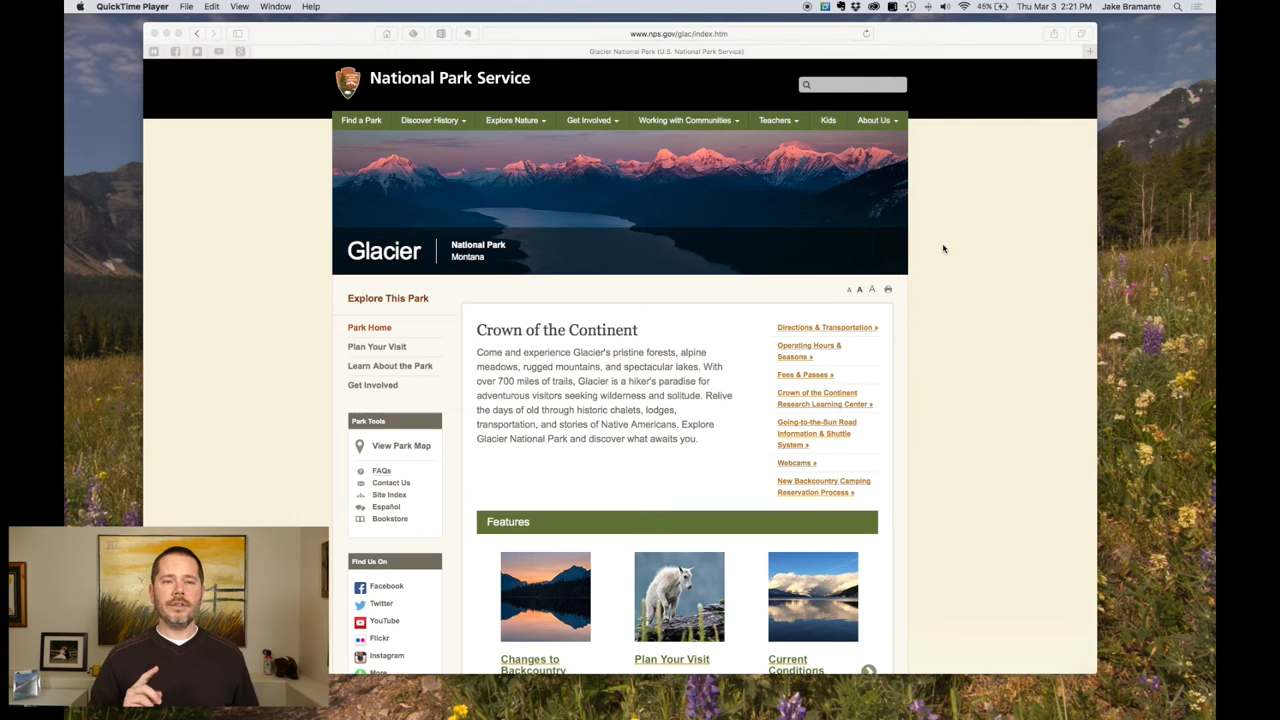 QuickTime Player File Edit View Window Help
45% Thu Mar 3 2:21 PM Jake Bramante
www.nps.gov/glac/index.htm
Glacier National Park (U.S. National Park Service)
National Park Service
Find a Park Discover History Explore Nature Get Involved Working with Communities Teachers Kids About Us
Glacier
National Park
Montana
Explore This Park
Park Home
Plan Your Visit
Learn About the Park
Get Involved
Park Tools
View Park Map
FAQs
Contact Us
Site Index
Español
Bookstore
Find Us On
Facebook
Twitter
YouTube
Flickr
Instagram
More
A A A
Crown of the Continent
Come and experience Glacier's pristine forests, alpine
meadows, rugged mountains, and spectacular lakes. With
over 700 miles of trails, Glacier is a hiker's paradise for
adventurous visitors seeking wilderness and solitude. Relive
the days of old through historic chalets, lodges,
transportation, and stories of Native Americans. Explore
Glacier National Park and discover what awaits you.
Directions & Transportation »
Operating Hours &
Seasons »
Fees & Passes »
Crown of the Continent
Research Learning Center »
Going-to-the-Sun Road
Information & Shuttle
System »
Webcams »
New Backcountry Camping
Reservation Process »
Features
Changes to
Backcountry
Plan Your Visit
Current
Conditions